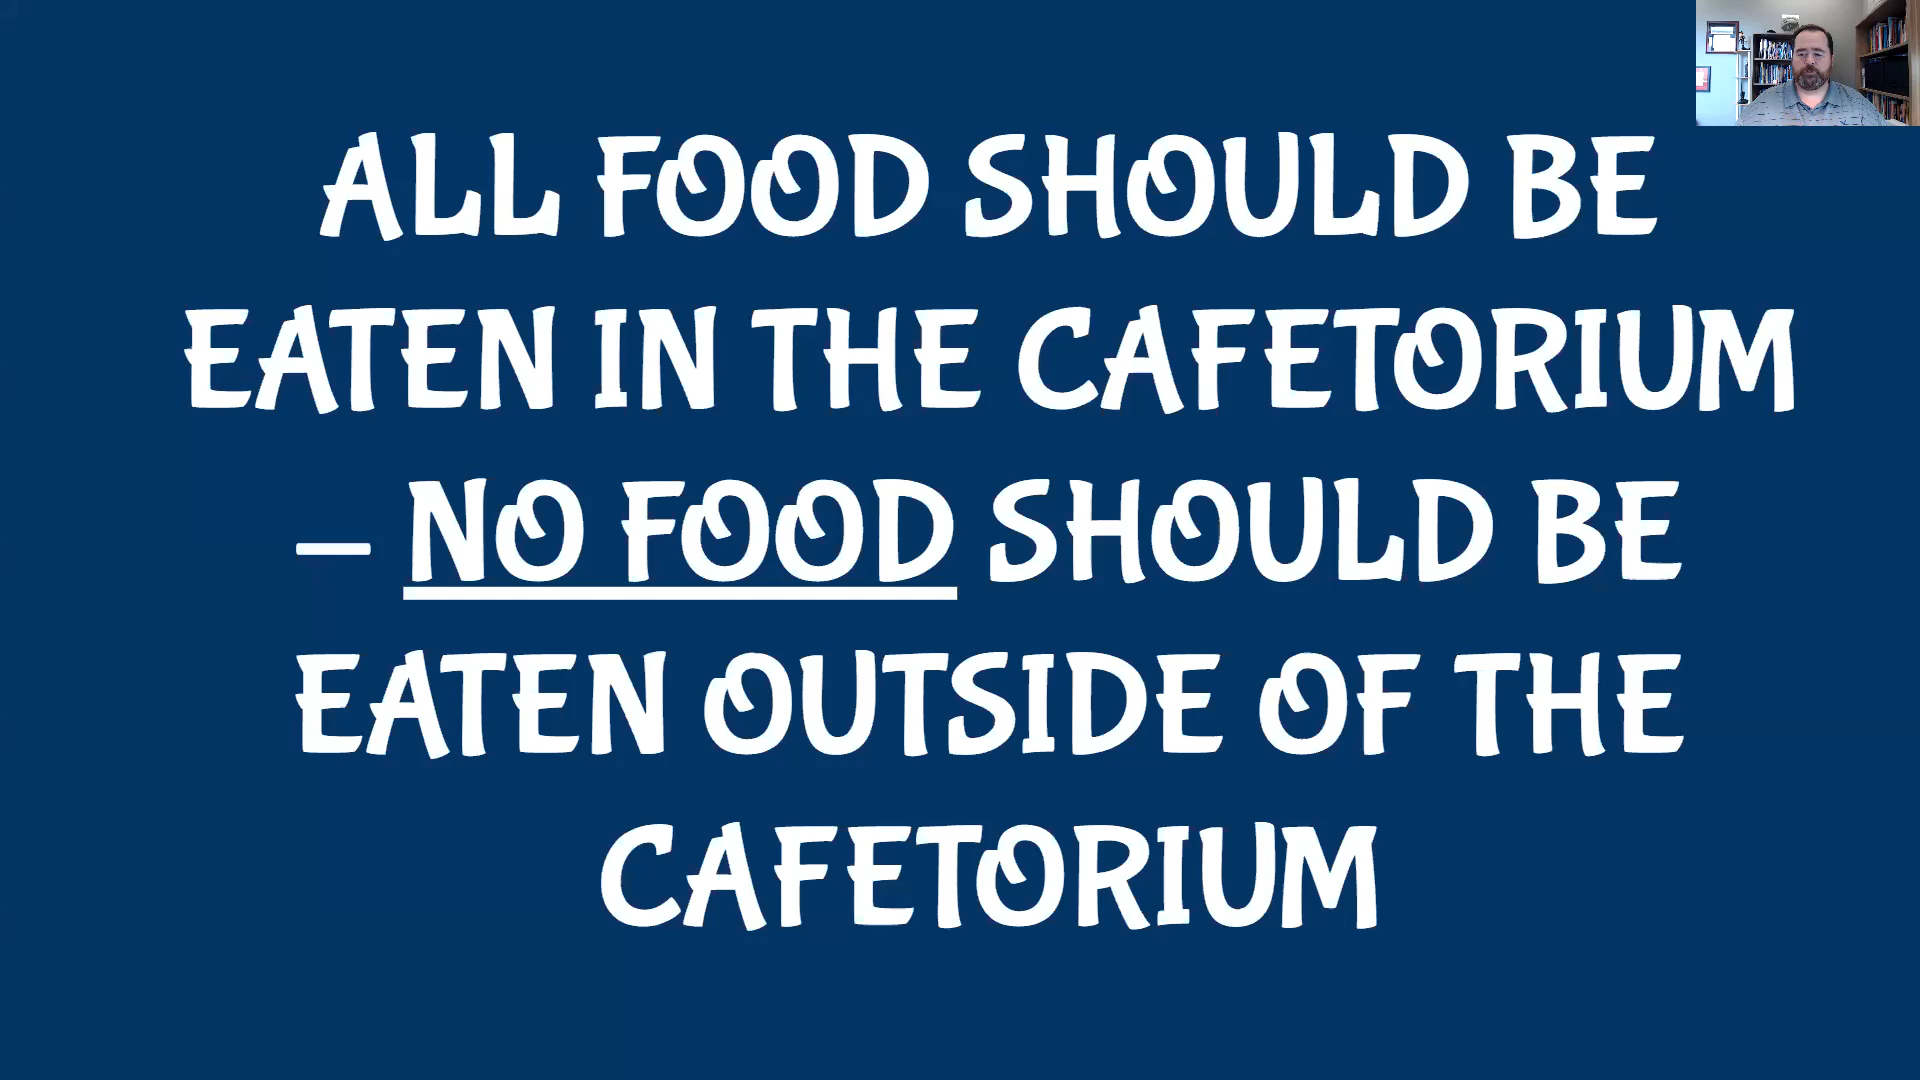 ALL FOOD SHOULD BE
EATEN IN THE CAFETORIUM
– NO FOOD SHOULD BE
EATEN OUTSIDE OF THE
CAFETORIUM